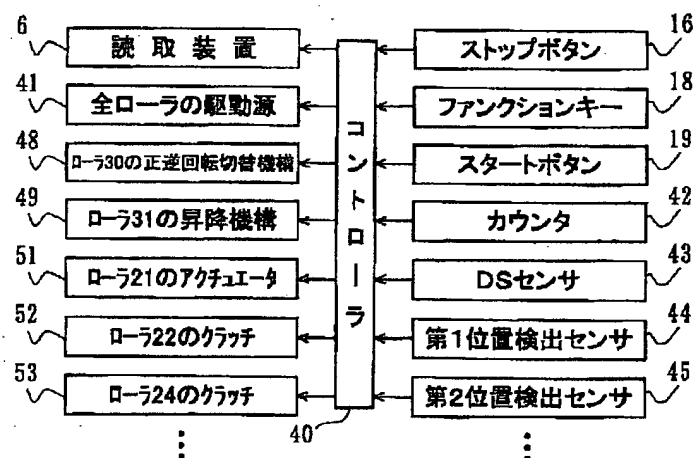 6 読取装置 ストップボタン 16
41 全ローラの駆動源 ファンクションキー 18
48 ローラ30の正逆回転切替機構 スタートボタン 19
49 ローラ31の昇降機構 カウンタ 42
51 ローラ21のアクチュエータ DSセンサ 43
52 ローラ22のクラッチ 第1位置検出センサ 44
53 ローラ24のクラッチ 第2位置検出センサ 45
コントローラ
40